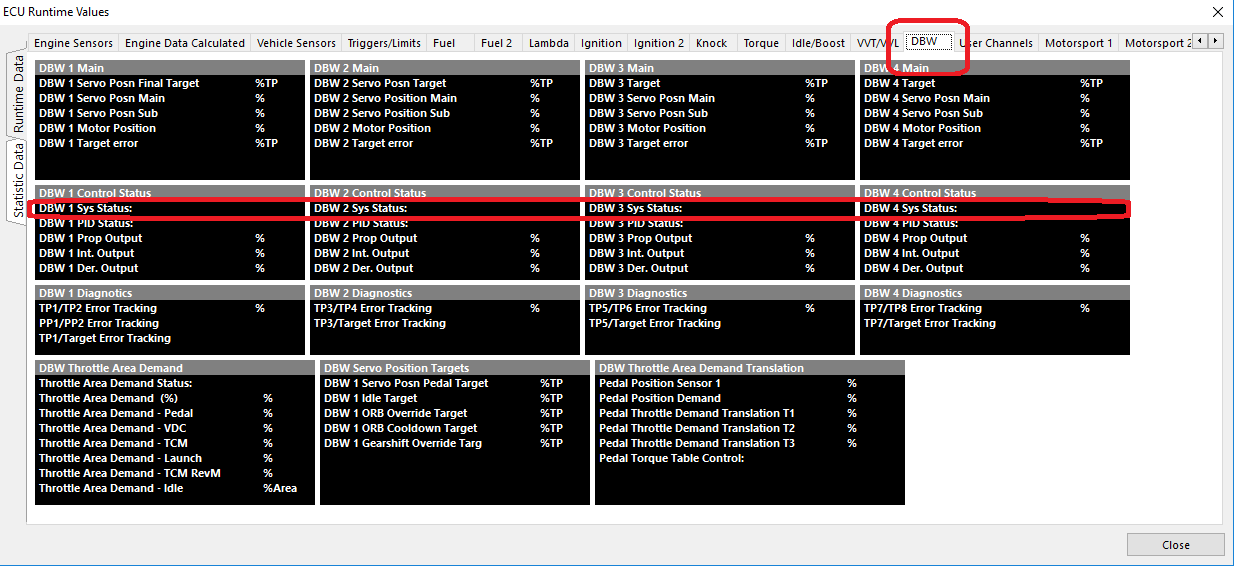 ECU Runtime Values
Engine Sensors Engine Data Calculated Vehicle Sensors Triggers/Limits Fuel Fuel 2 Lambda Ignition Ignition 2 Knock Torque Idle/Boost VVT/VVL DBW User Channels Motorsport 1 Motorsport 2
Runtime Data
Statistic Data
DBW 1 Main
DBW 1 Servo Posn Final Target %TP
DBW 1 Servo Posn Main %
DBW 1 Servo Posn Sub %
DBW 1 Motor Position %
DBW 1 Target error %TP
DBW 2 Main
DBW 2 Servo Posn Target %TP
DBW 2 Servo Position Main %
DBW 2 Servo Position Sub %
DBW 2 Motor Position %
DBW 2 Target error %TP
DBW 3 Main
DBW 3 Target %TP
DBW 3 Servo Posn Main %
DBW 3 Servo Posn Sub %
DBW 3 Motor Position %
DBW 3 Target error %TP
DBW 4 Main
DBW 4 Target %TP
DBW 4 Servo Posn Main %
DBW 4 Servo Posn Sub %
DBW 4 Motor Position %
DBW 4 Target error %TP
DBW 1 Control Status
DBW 1 Sys Status:
DBW 1 PID Status:
DBW 1 Prop Output %
DBW 1 Int. Output %
DBW 1 Der. Output %
DBW 2 Control Status
DBW 2 Sys Status:
DBW 2 PID Status:
DBW 2 Prop Output %
DBW 2 Int. Output %
DBW 2 Der. Output %
DBW 3 Control Status
DBW 3 Sys Status:
DBW 3 PID Status:
DBW 3 Prop Output %
DBW 3 Int. Output %
DBW 3 Der. Output %
DBW 4 Control Status
DBW 4 Sys Status:
DBW 4 PID Status:
DBW 4 Prop Output %
DBW 4 Int. Output %
DBW 4 Der. Output %
DBW 1 Diagnotics
TP1/TP2 Error Tracking %
PP1/PP2 Error Tracking
TP1/Target Error Tracking
DBW 2 Diagnostics
TP3/TP4 Error Tracking %
TP3/Target Error Tracking
DBW 3 Diagnostics
TP5/TP6 Error Tracking %
TP5/Target Error Tracking
DBW 4 Diagnostics
TP7/TP8 Error Tracking %
TP7/Target Error Tracking
DBW Throttle Area Demand
Throttle Area Demand Status:
Throttle Area Demand (%) %
Throttle Area Demand - Pedal %
Throttle Area Demand - VDC %
Throttle Area Demand - TCM %
Throttle Area Demand - Launch %
Throttle Area Demand - TCM RevM %
Throttle Area Demand - Idle %Area
DBW Servo Position Targets
DBW 1 Servo Posn Pedal Target %TP
DBW 1 Idle Target %TP
DBW 1 ORB Override Target %TP
DBW 1 ORB Cooldown Target %TP
DBW 1 Gearshift Override Targ %TP
DBW Throttle Area Demand Translation
Pedal Position Sensor 1 %
Pedal Position Demand %
Pedal Throttle Demand Translation T1 %
Pedal Throttle Demand Translation T2 %
Pedal Throttle Demand Translation T3 %
Pedal Torque Table Control:
Close